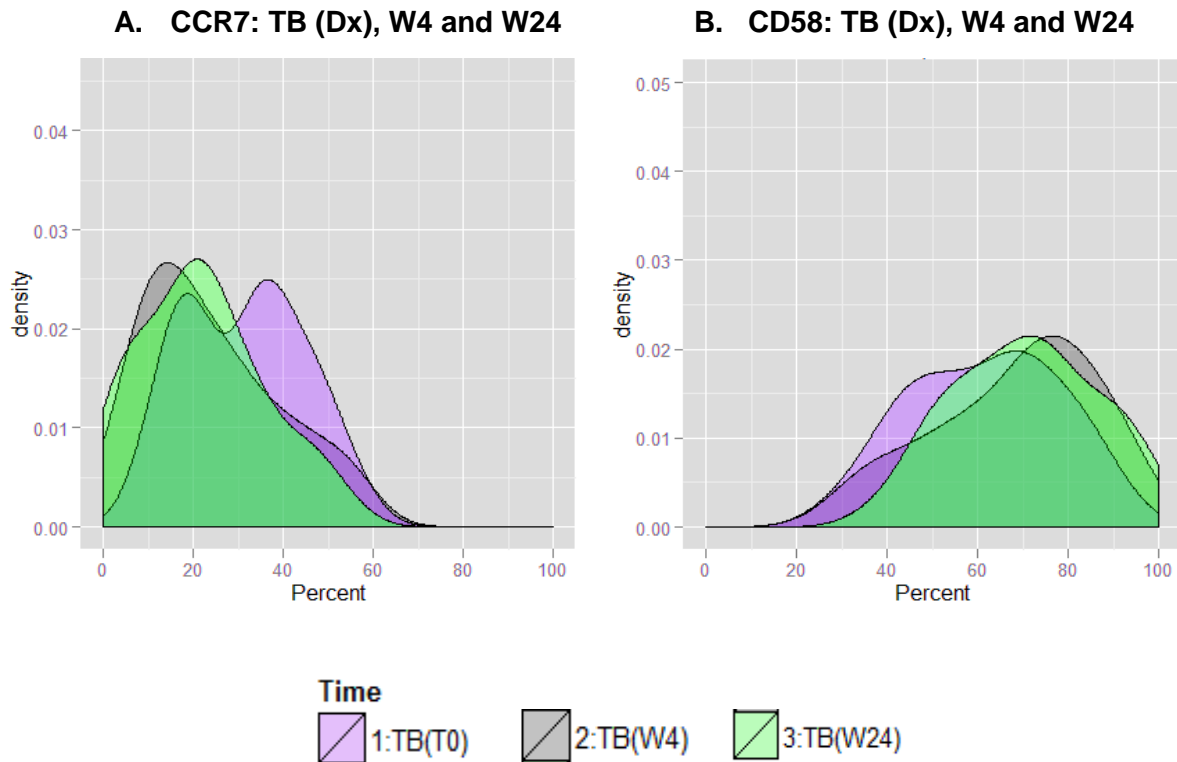 A. CCR7: TB (Dx), W4 and W24
0.04
0.03
0.02
0.01
0.00
density
0 20 40 60 80 100
Percent
B. CD58: TB (Dx), W4 and W24
0.05
0.04
0.03
0.02
0.01
0.00
density
0 20 40 60 80 100
Percent
Time
1:TB(T0) 2:TB(W4) 3:TB(W24)